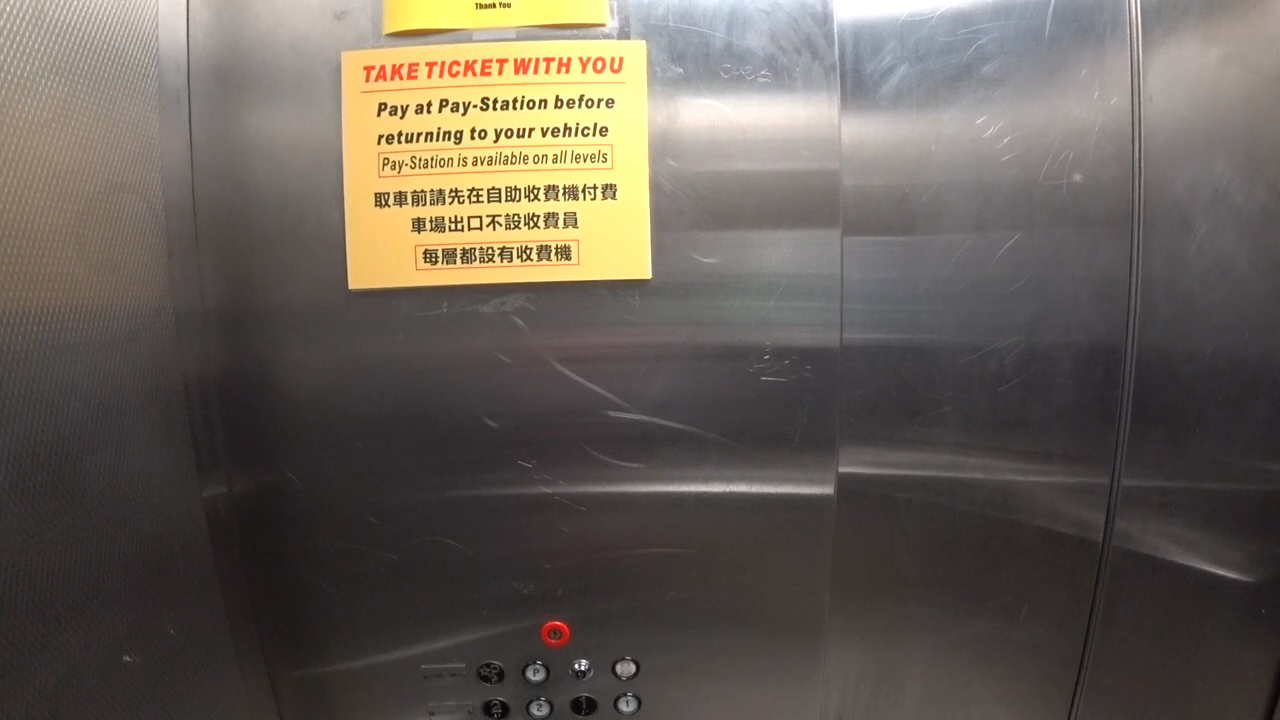 Thank You
TAKE TICKET WITH YOU
Pay at Pay-Station before
returning to your vehicle
Pay-Station is available on all levels
取車前請先在自助收費機付費
車場出口不設收費員
每層都設有收費機
P
2 2 1 1